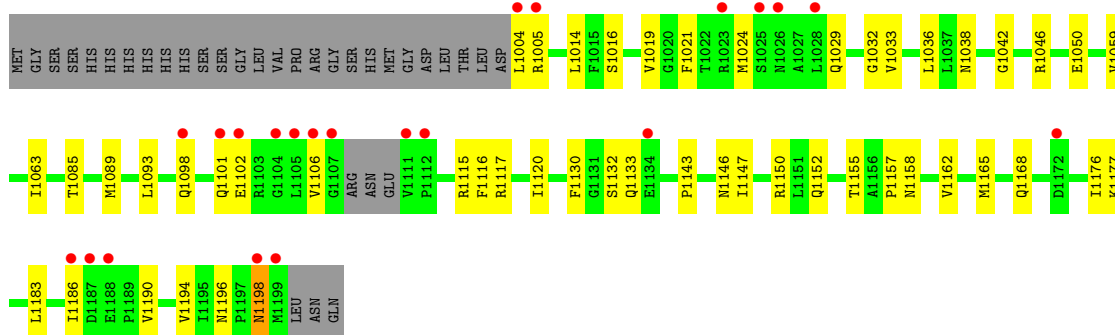 MET GLY SER SER HIS HIS HIS HIS HIS HIS HIS SER SER GLY LEU VAL PRO ARG GLY SER HIS MET GLY ASP LEU THR LEU ASP L1004 R1005 L1014 F1015 S1016 V1019 G1020 F1021 T1022 R1023 M1024 S1025 N1026 A1027 L1028 Q1029 G1032 V1033 L1036 L1037 N1038 G1042 R1046 E1050 V1059
I1063 T1085 M1089 L1093 Q1098 Q1101 E1102 R1103 G1104 L1105 V1106 G1107 ARG ASN GLU V1111 P1112 R1115 F1116 R1117 I1120 F1130 G1131 S1132 Q1133 E1134 P1143 N1146 I1147 R1150 L1151 Q1152 T1155 A1156 P1157 N1158 V1162 M1165 Q1168 D1172 I1176
L1183 I1186 D1187 E1188 P1189 V1190 V1194 I1195 N1196 P1197 N1198 M1199 LEU ASN GLN